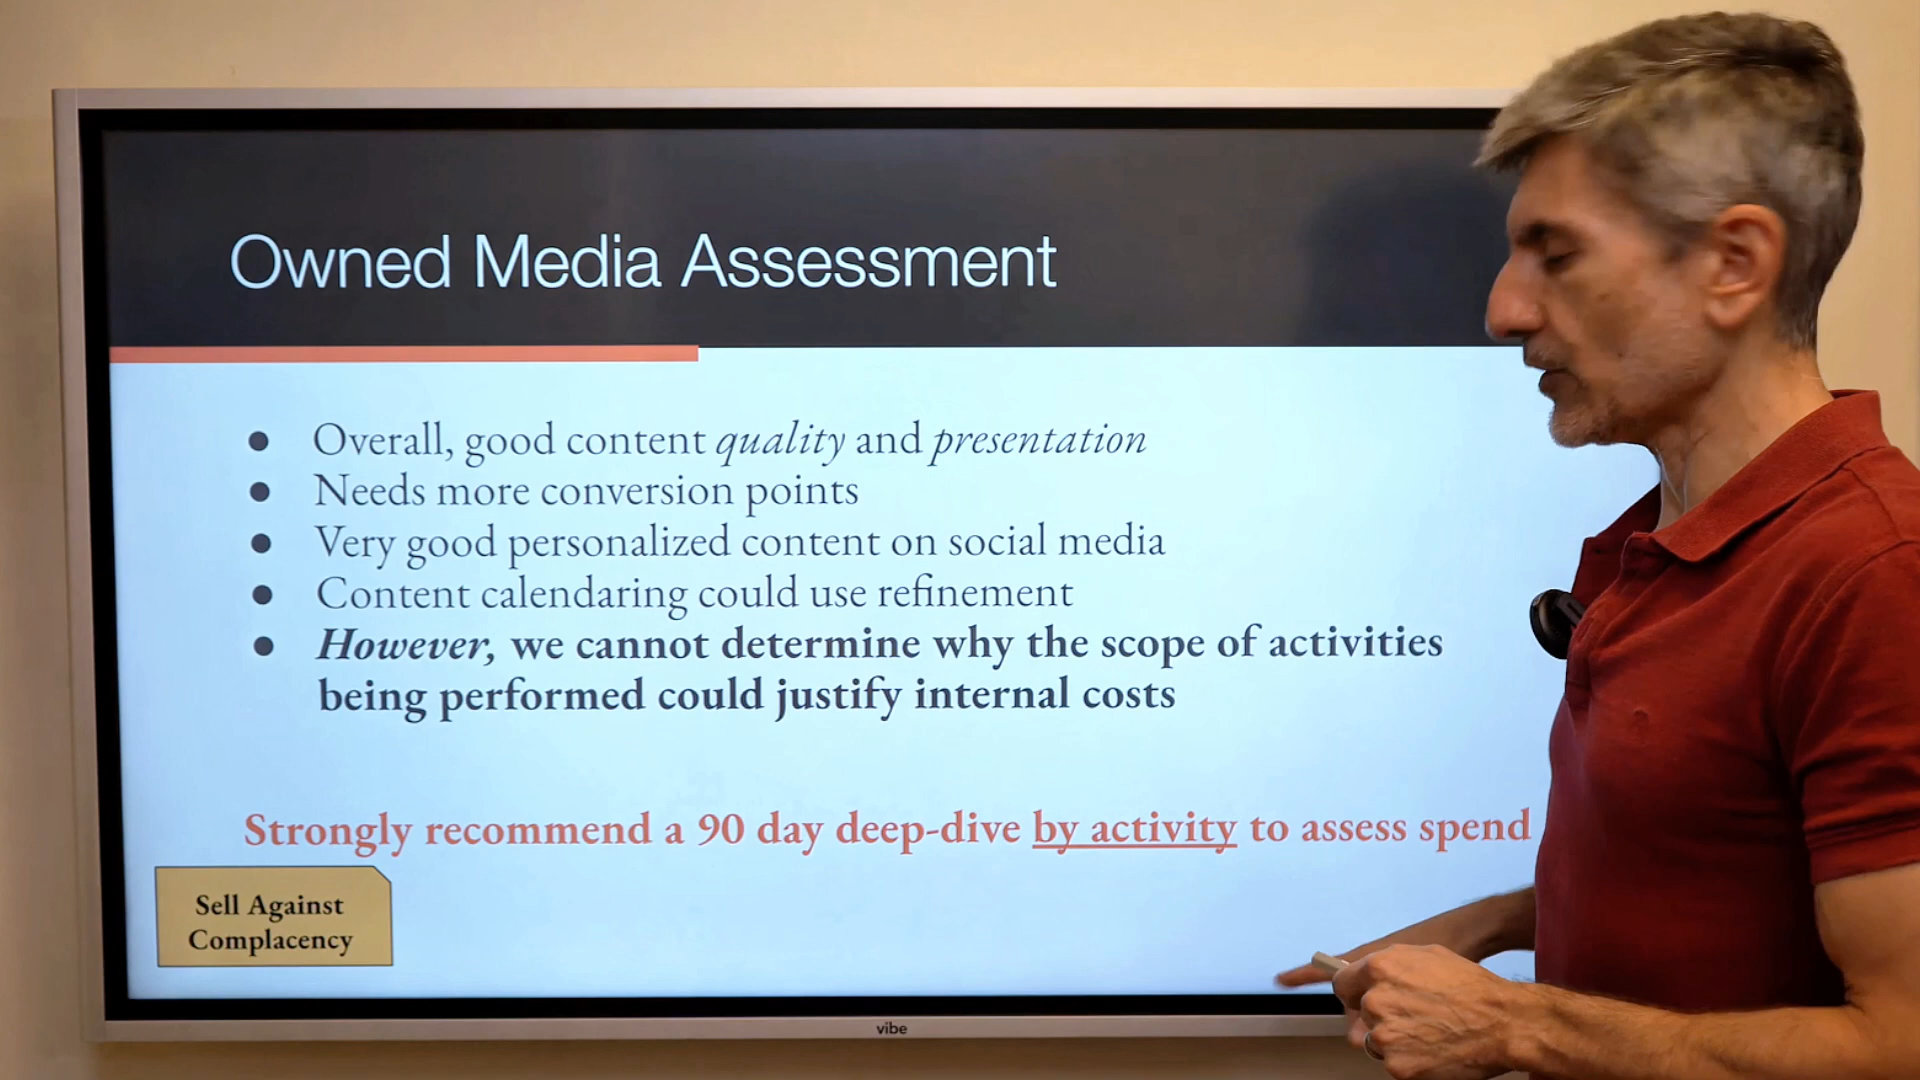 Owned Media Assessment
● Overall, good content quality and presentation
● Needs more conversion points
● Very good personalized content on social media
● Content calendaring could use refinement
● However, we cannot determine why the scope of activities
being performed could justify internal costs
Strongly recommend a 90 day deep-dive by activity to assess spend
Sell Against
Complacency
vibe